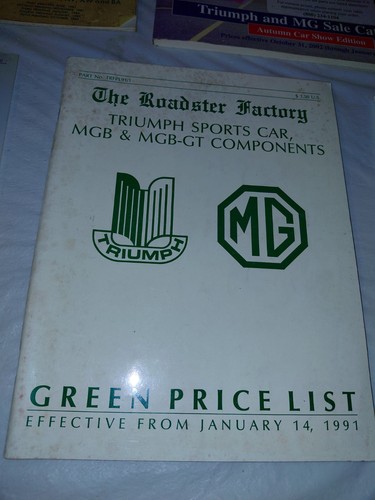 Triumph and MG Sale Ca
Autumn Car Show Edition
The Roadster Factory
TRIUMPH SPORTS CAR,
MGB & MGB-GT COMPONENTS
TRIUMPH
MG
GREEN PRICE LIST
EFFECTIVE FROM JANUARY 14, 1991